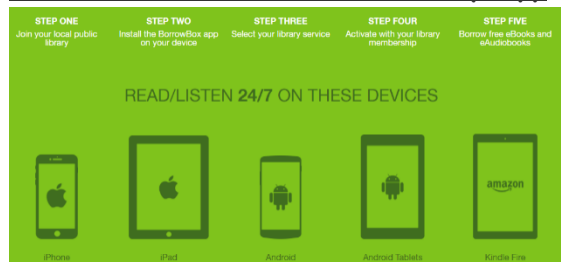 STEP ONE
Join your local public
library
STEP TWO
Install the BorrowBox app
on your device
STEP THREE
Select your library service
STEP FOUR
Activate with your library
membership
STEP FIVE
Borrow free eBooks and
eAudiobooks
READ/LISTEN 24/7 ON THESE DEVICES
amazon
iPhone
iPad
Android
Android Tablets
Kindle Fire